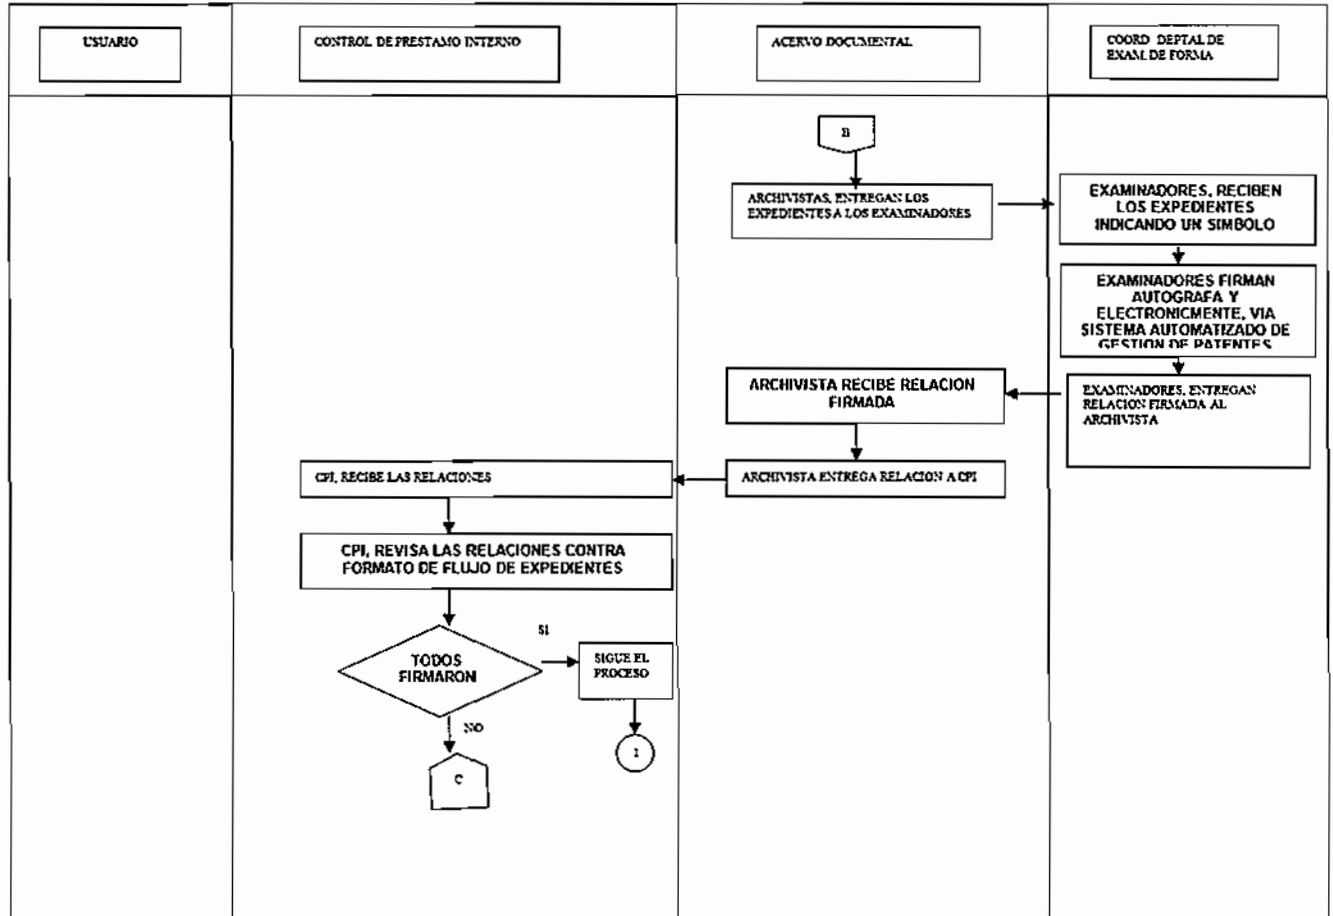 USUARIO
CONTROL DE PRESTAMO INTERNO
ACERVO DOCUMENTAL
COORD DEPTAL DE
EXAM. DE FORMA
B
ARCHIVISTAS, ENTREGAN LOS
EXPEDIENTES A LOS EXAMINADORES
EXAMINADORES, RECIBEN
LOS EXPEDIENTES
INDICANDO UN SIMBOLO
EXAMINADORES FIRMAN
AUTOGRAFA Y
ELECTRONICMENTE, VIA
SISTEMA AUTOMATIZADO DE
GESTION DE PATENTES
EXAMINADORES, ENTREGAN
RELACION FIRMADA AL
ARCHIVISTA
ARCHIVISTA RECIBE RELACION
FIRMADA
ARCHIVISTA ENTREGA RELACION A CPI
CPI, RECIBE LAS RELACIONES
CPI, REVISA LAS RELACIONES CONTRA
FORMATO DE FLUJO DE EXPEDIENTES
TODOS
FIRMARON
SI
SIGUE EL
PROCESO
1
NO
C